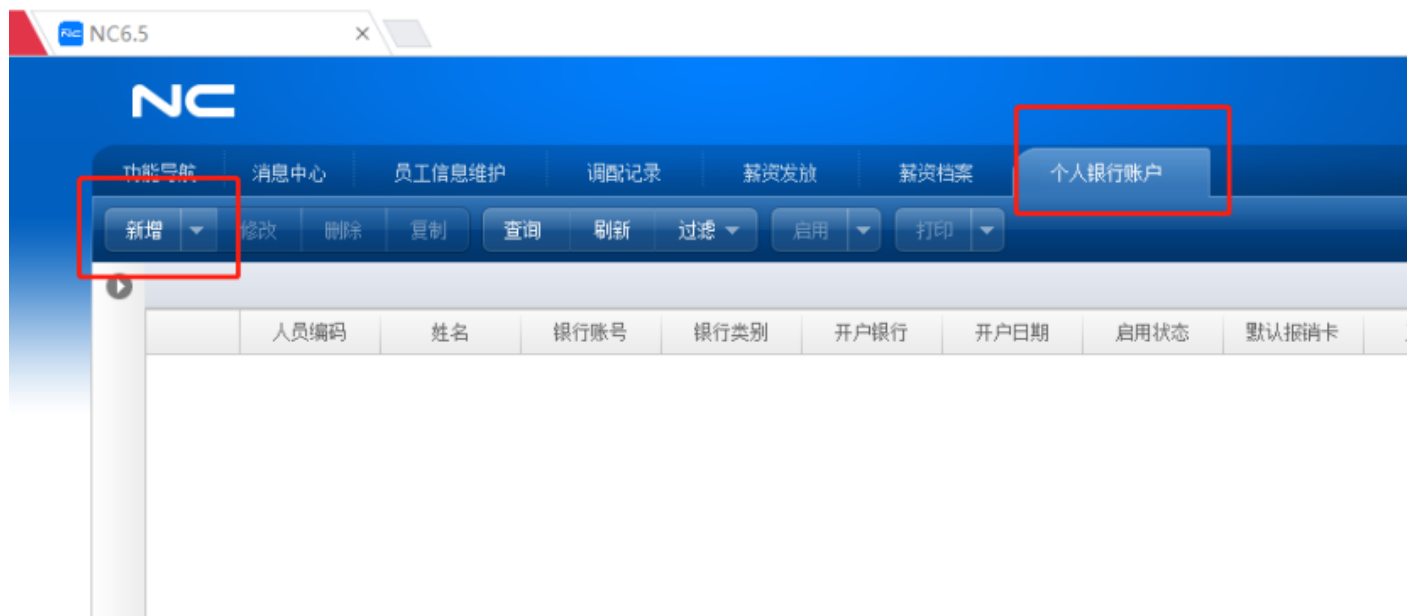 NC6.5
NC
功能导航 消息中心 员工信息维护 调配记录 薪资发放 薪资档案 个人银行账户
新增 修改 删除 复制 查询 刷新 过滤 启用 打印
人员编码 姓名 银行账号 银行类别 开户银行 开户日期 启用状态 默认报销卡